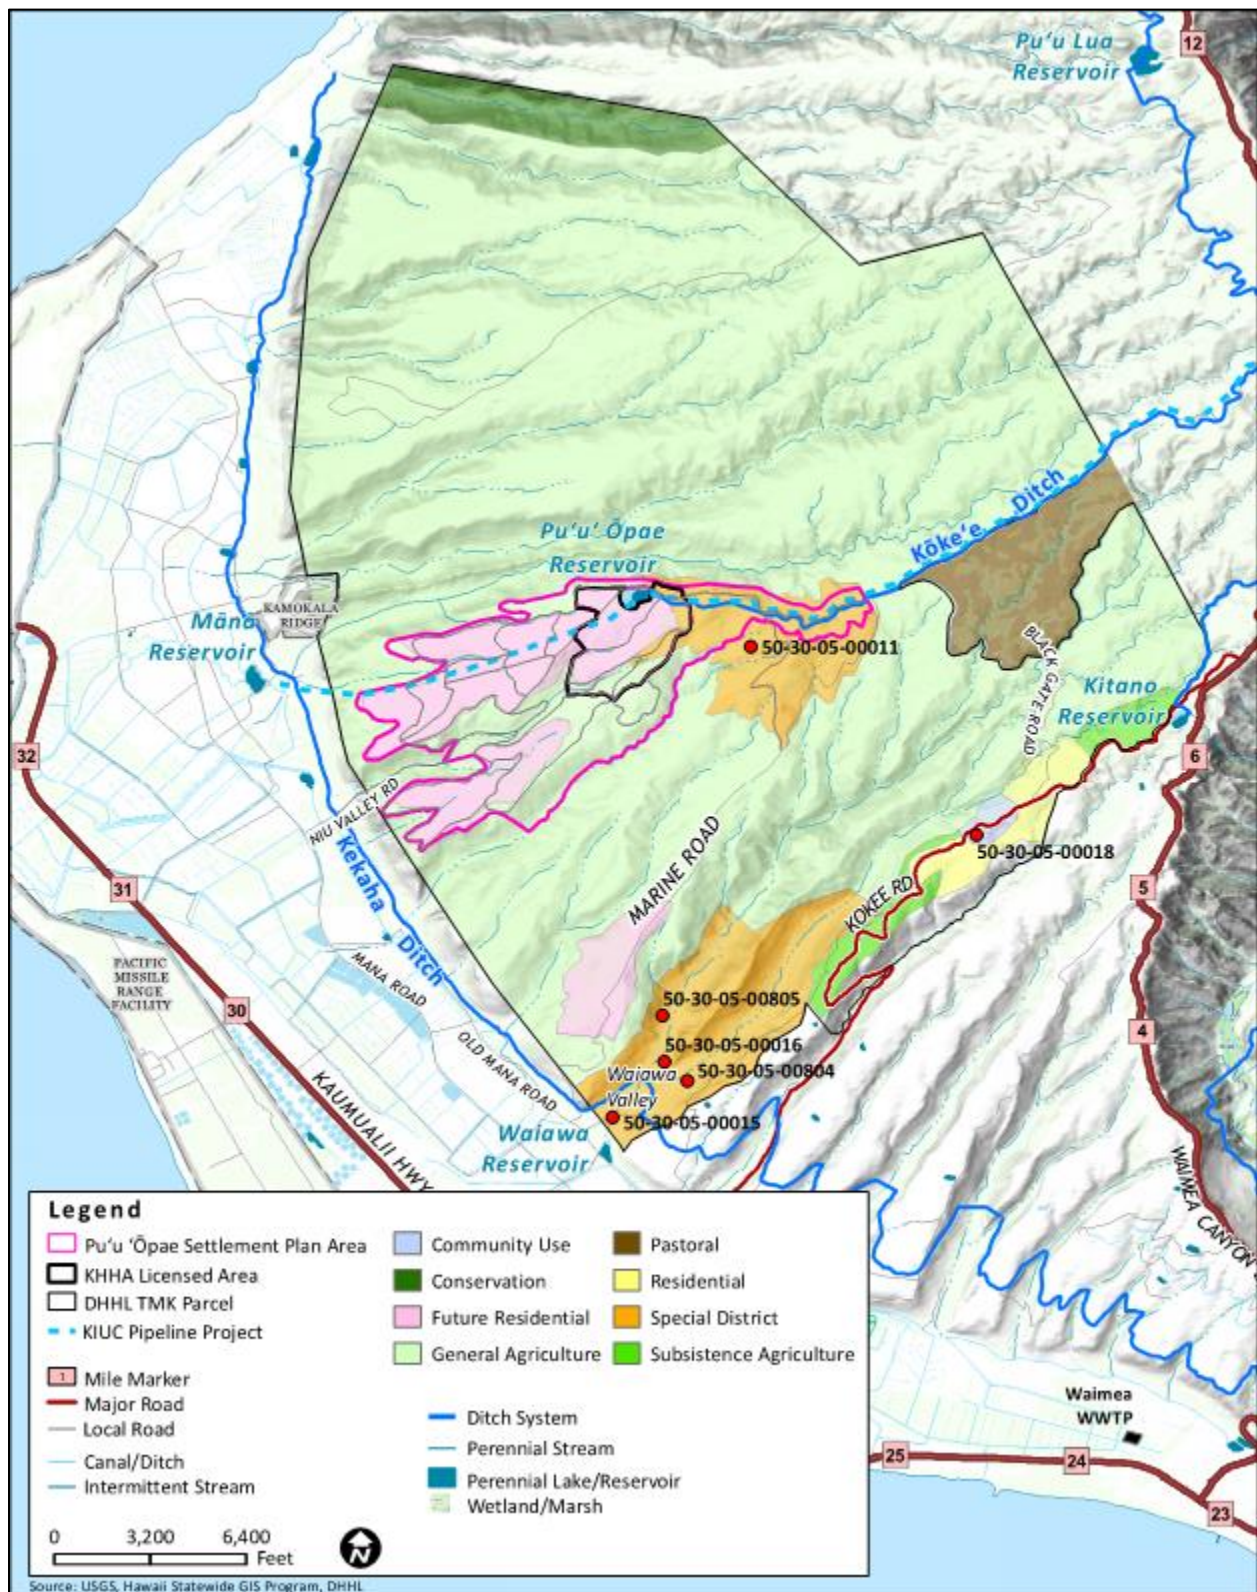 Pu‘u Lua
Reservoir
12
Kōke‘e Ditch
Pu‘u‘ Ōpae
Reservoir
KAMOKALA
RIDGE
Māna
Reservoir
50-30-05-00011
BLACK GATE ROAD
Kitano
Reservoir
32
6
NIU VALLEY RD
Kekaha Ditch
50-30-05-00018
MARINE ROAD
KOKEE RD
31
5
PACIFIC
MISSILE
RANGE
FACILITY
MANA ROAD
30
50-30-05-00805
4
OLD MANA ROAD
50-30-05-00016
Waiawa
Valley
50-30-05-00804
50-30-05-00015
KAUMUALII HWY
Waiawa
Reservoir
WAIMEA CANYON
Legend
Pu‘u ‘Ōpae Settlement Plan Area
KHHA Licensed Area
DHHL TMK Parcel
KIUC Pipeline Project
Mile Marker
1
Major Road
Local Road
Canal/Ditch
Intermittent Stream
Community Use
Conservation
Future Residential
General Agriculture
Pastoral
Residential
Special District
Subsistence Agriculture
Ditch System
Perennial Stream
Perennial Lake/Reservoir
Wetland/Marsh
0 3,200 6,400
Feet
N
Waimea
WWTP
25
24
23
Source: USGS, Hawaii Statewide GIS Program, DHHL